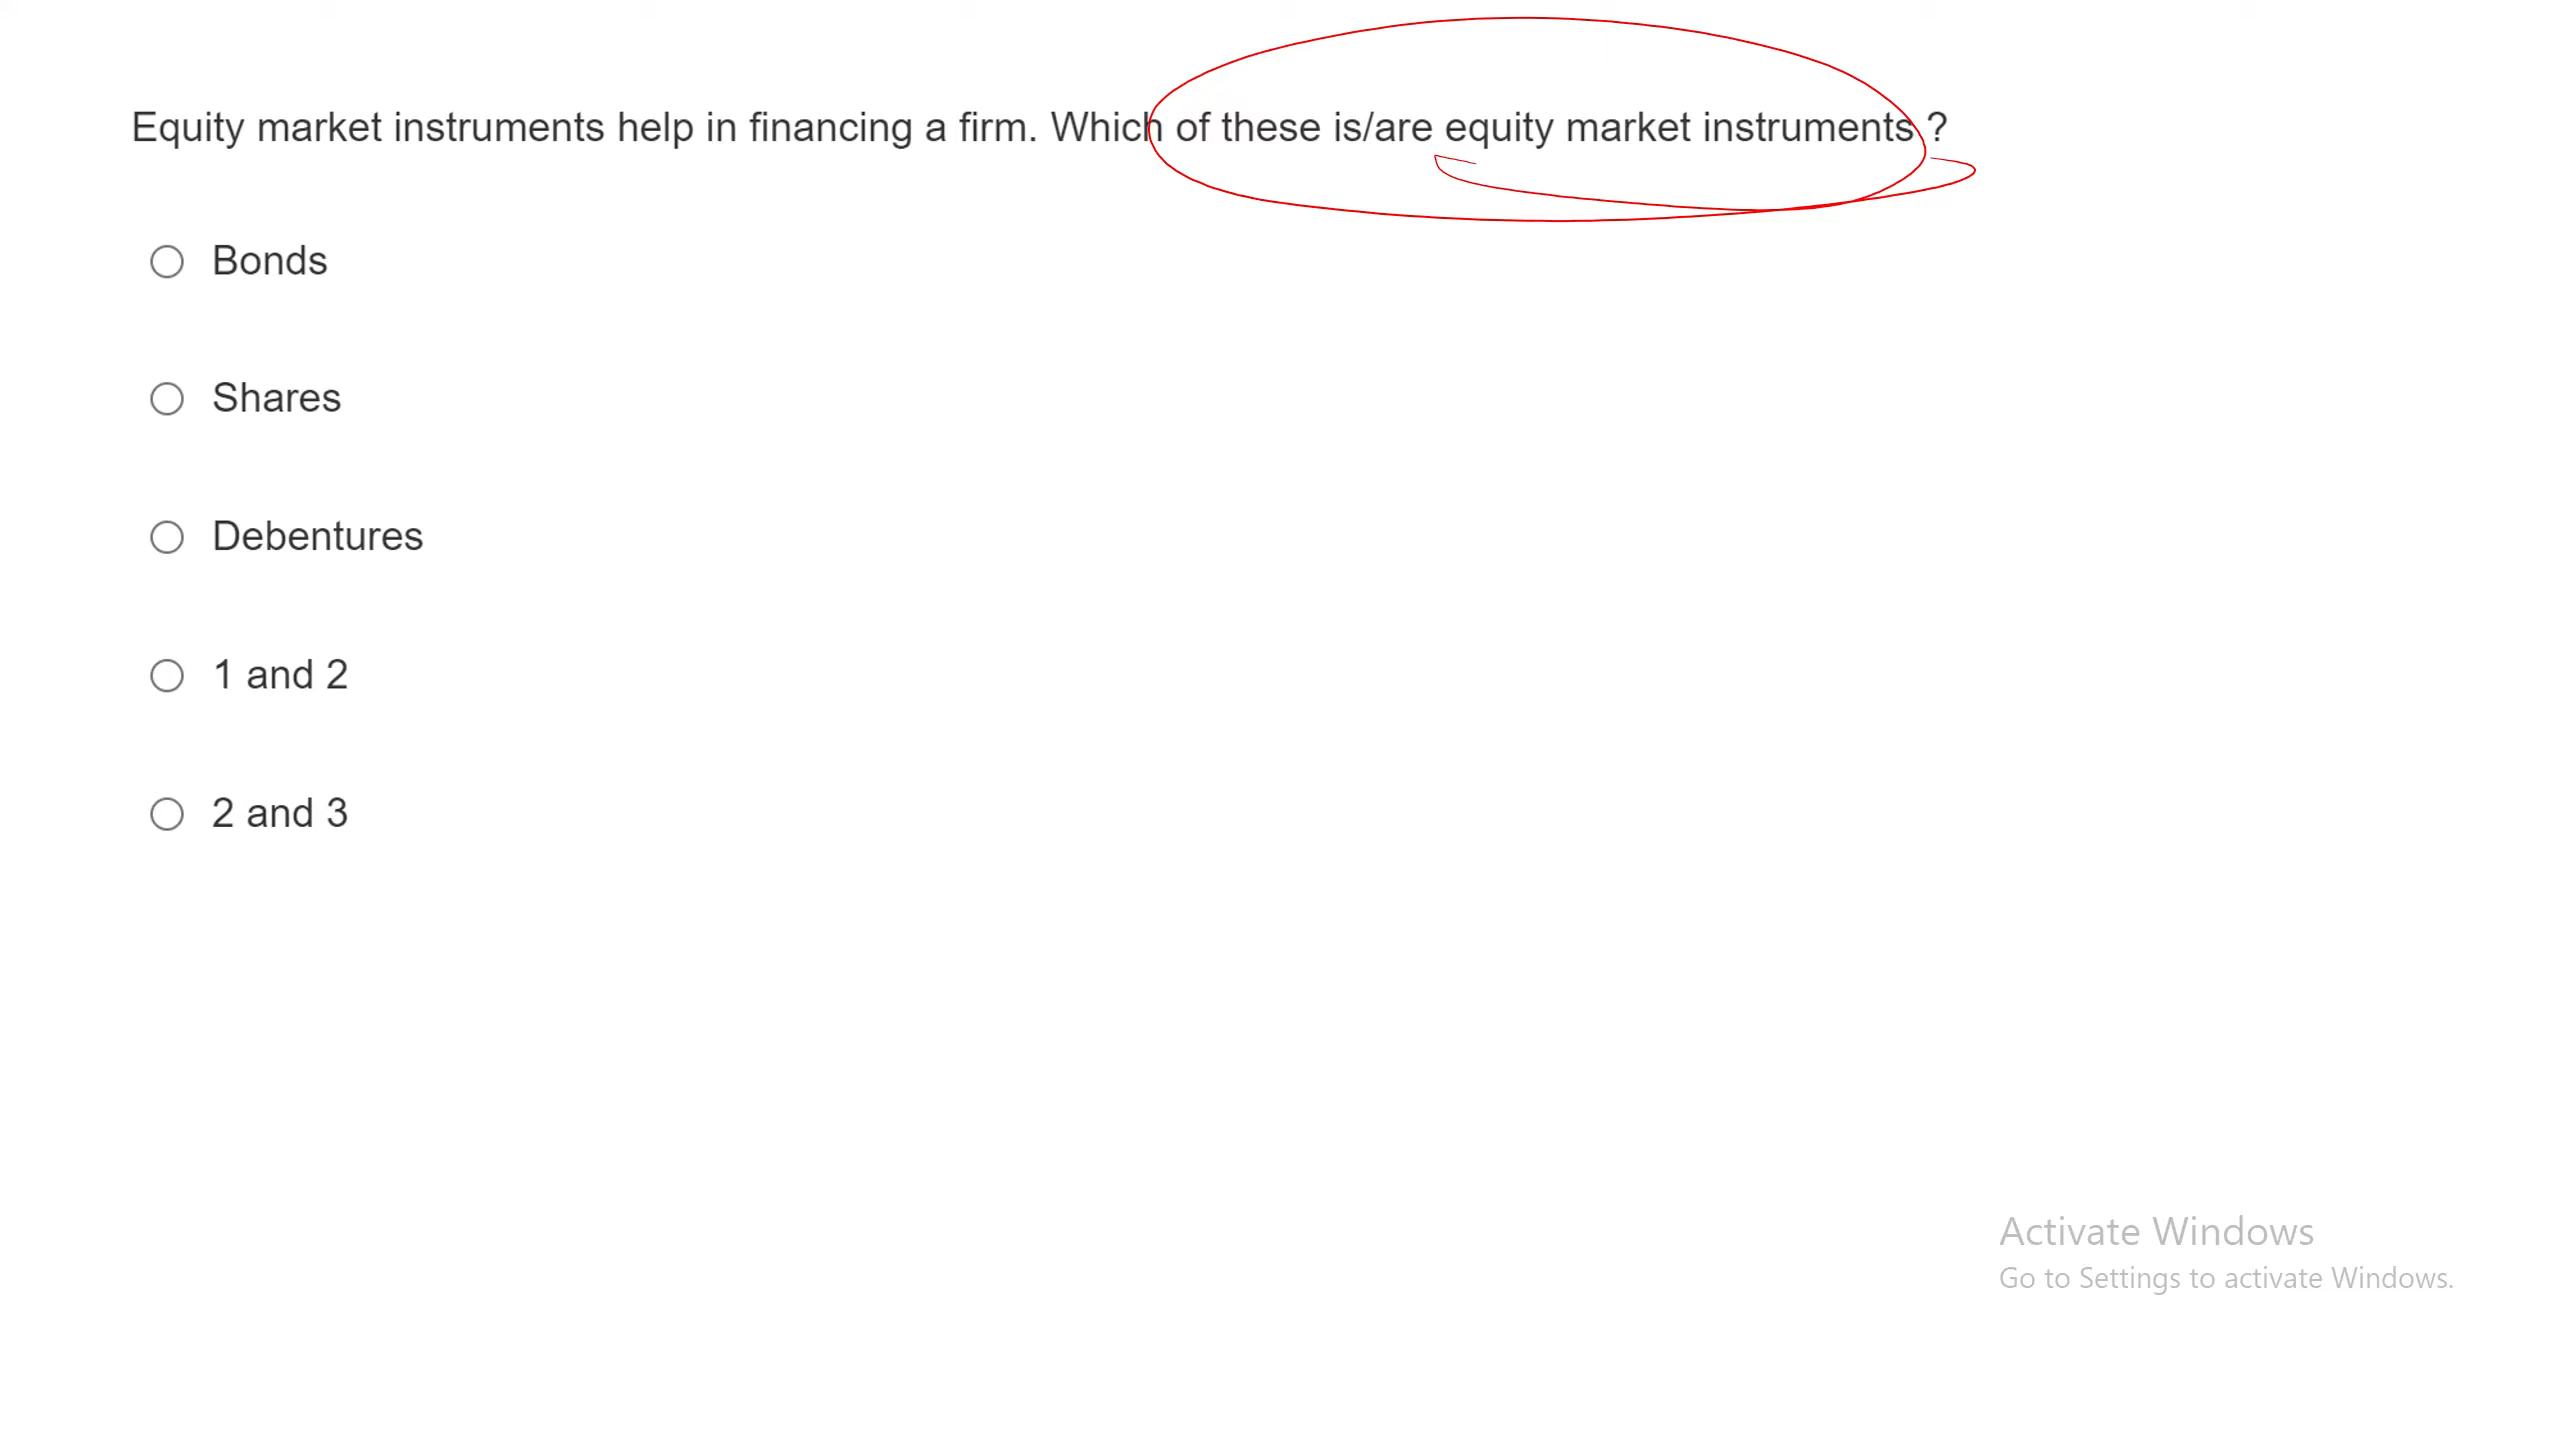 Equity market instruments help in financing a firm. Which of these is/are equity market instruments ?
Bonds
Shares
Debentures
1 and 2
2 and 3
Activate Windows
Go to Settings to activate Windows.